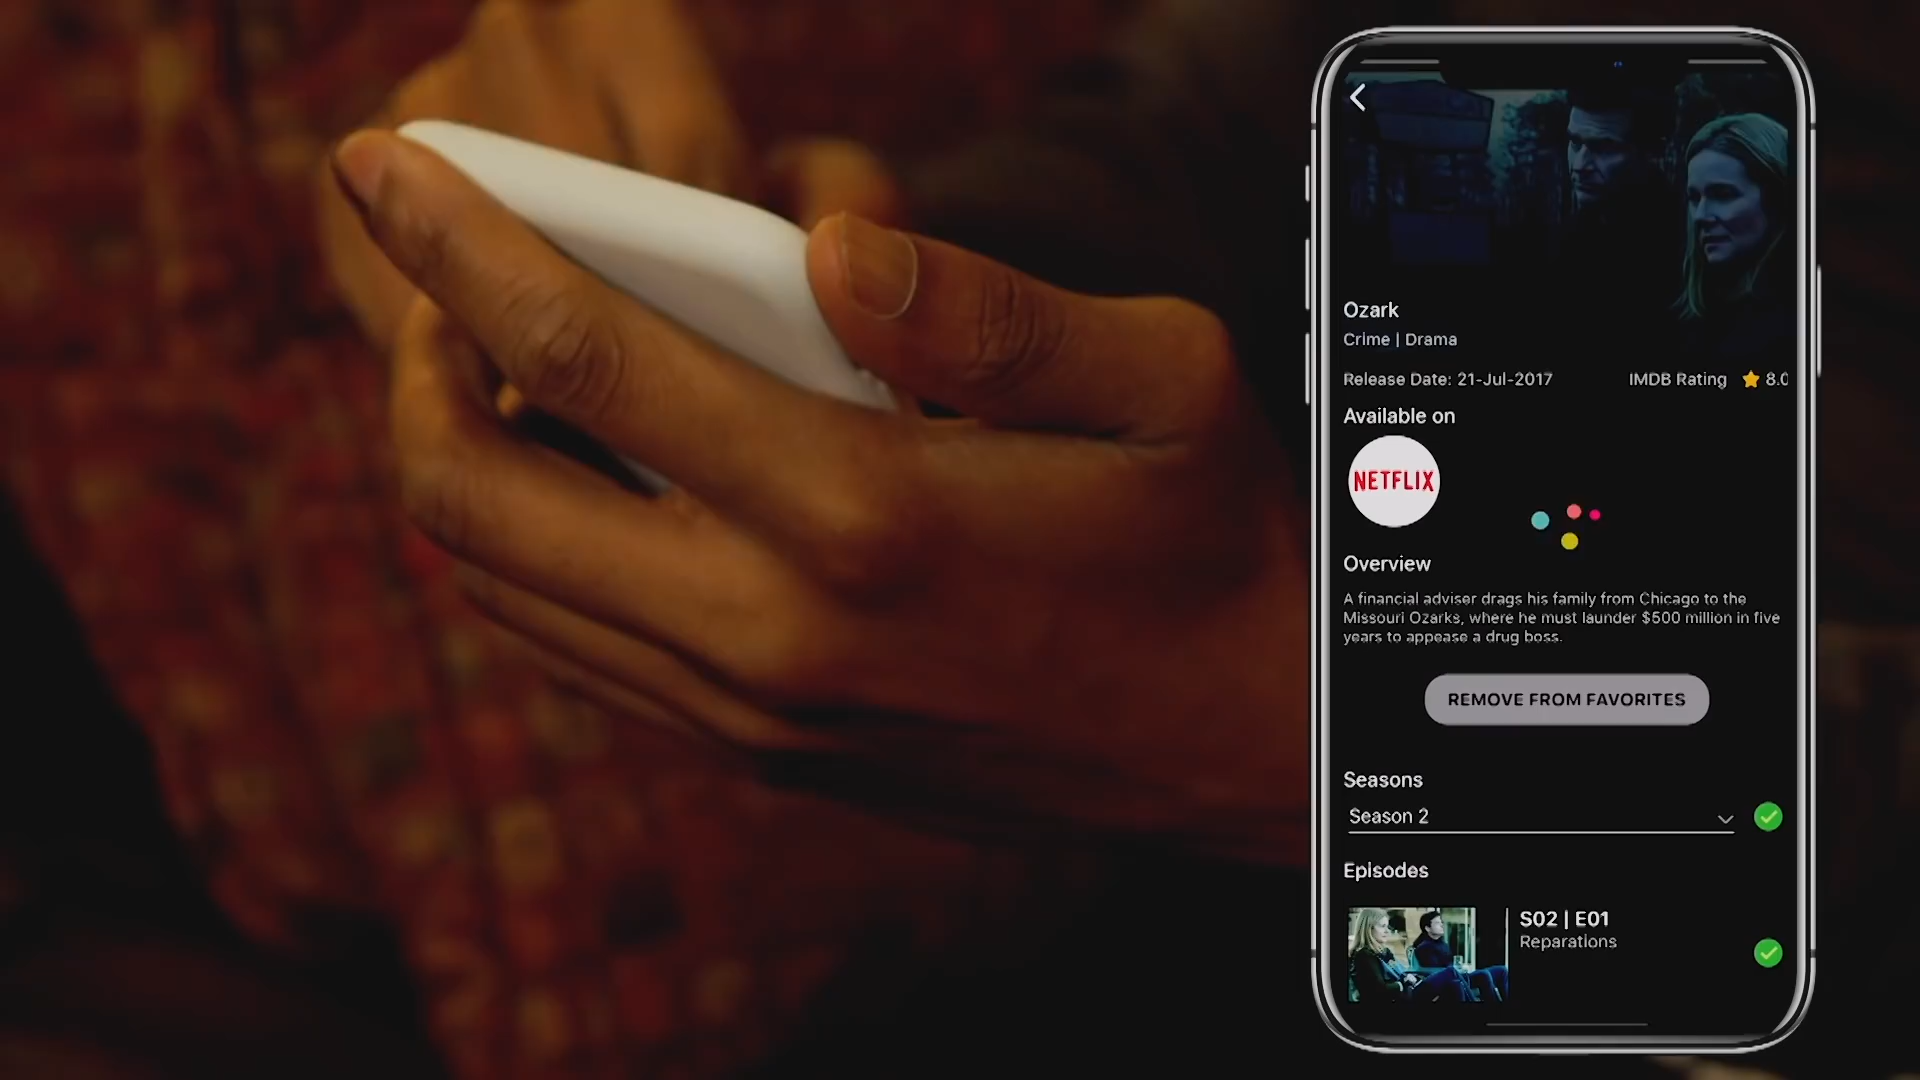 Ozark
Crime | Drama
Release Date: 21-Jul-2017
IMDB Rating 8.0
Available on
NETFLIX
Overview
A financial adviser drags his family from Chicago to the
Missouri Ozarks, where he must launder $500 million in five
years to appease a drug boss.
REMOVE FROM FAVORITES
Seasons
Season 2
Episodes
S02 | E01
Reparations